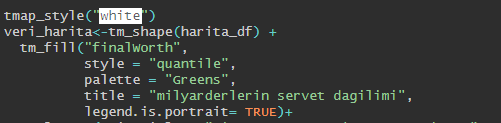 tmap_style("white")
veri_harita<-tm_shape(harita_df) +
tm_fill("finalWorth",
style = "quantile",
palette = "Greens",
title = "milyarderlerin servet dagilimi",
legend.is.portrait= TRUE)+